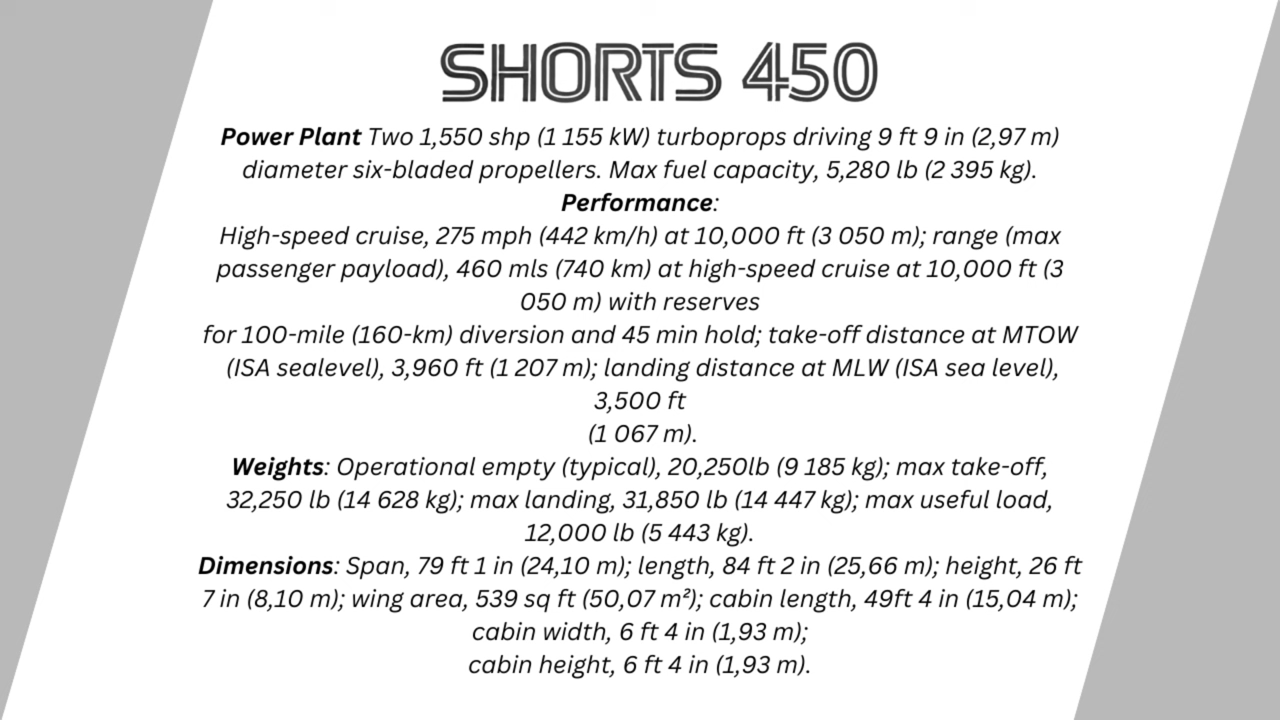 SHORTS 450
Power Plant Two 1,550 shp (1 155 kW) turboprops driving 9 ft 9 in (2,97 m)
diameter six-bladed propellers. Max fuel capacity, 5,280 lb (2 395 kg).
Performance:
High-speed cruise, 275 mph (442 km/h) at 10,000 ft (3 050 m); range (max
passenger payload), 460 mls (740 km) at high-speed cruise at 10,000 ft (3
050 m) with reserves
for 100-mile (160-km) diversion and 45 min hold; take-off distance at MTOW
(ISA sealevel), 3,960 ft (1 207 m); landing distance at MLW (ISA sea level),
3,500 ft
(1 067 m).
Weights: Operational empty (typical), 20,250lb (9 185 kg); max take-off,
32,250 lb (14 628 kg); max landing, 31,850 lb (14 447 kg); max useful load,
12,000 lb (5 443 kg).
Dimensions: Span, 79 ft 1 in (24,10 m); length, 84 ft 2 in (25,66 m); height, 26 ft
7 in (8,10 m); wing area, 539 sq ft (50,07 m²); cabin length, 49ft 4 in (15,04 m);
cabin width, 6 ft 4 in (1,93 m);
cabin height, 6 ft 4 in (1,93 m).